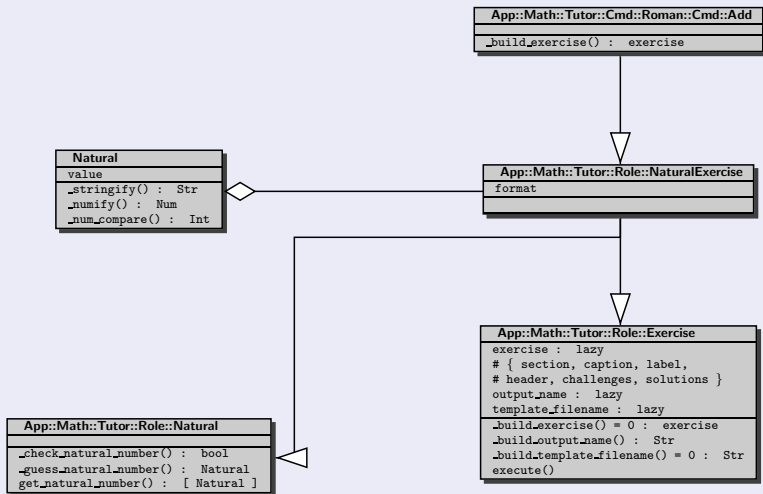 App::Math::Tutor::Cmd::Roman::Cmd::Add
_build_exercise() : exercise
Natural
value
_stringify() : Str
_numify() : Num
_num_compare() : Int
App::Math::Tutor::Role::NaturalExercise
format
App::Math::Tutor::Role::Exercise
exercise : lazy
# { section, caption, label,
# header, challenges, solutions }
output_name : lazy
template_filename : lazy
_build_exercise() = 0 : exercise
_build_output_name() : Str
_build_template_filename() = 0 : Str
execute()
App::Math::Tutor::Role::Natural
_check_natural_number() : bool
_guess_natural_number() : Natural
get_natural_number() : [ Natural ]